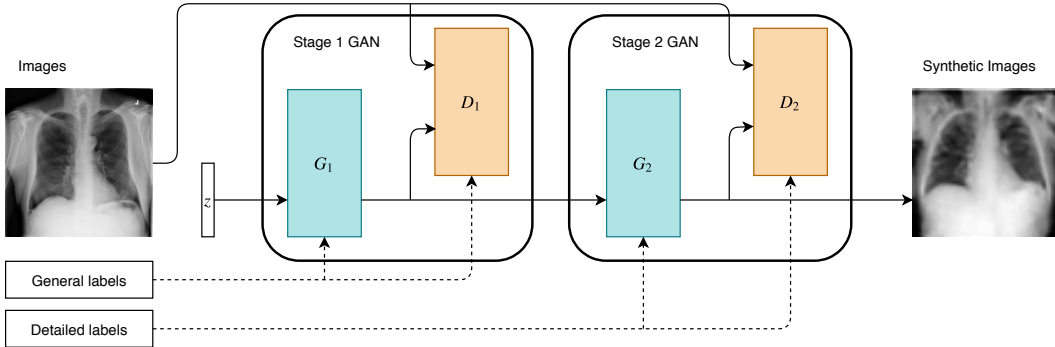 Stage 1 GAN
Stage 2 GAN
Images
Synthetic Images
D₁
D₂
G₁
G₂
z
General labels
Detailed labels